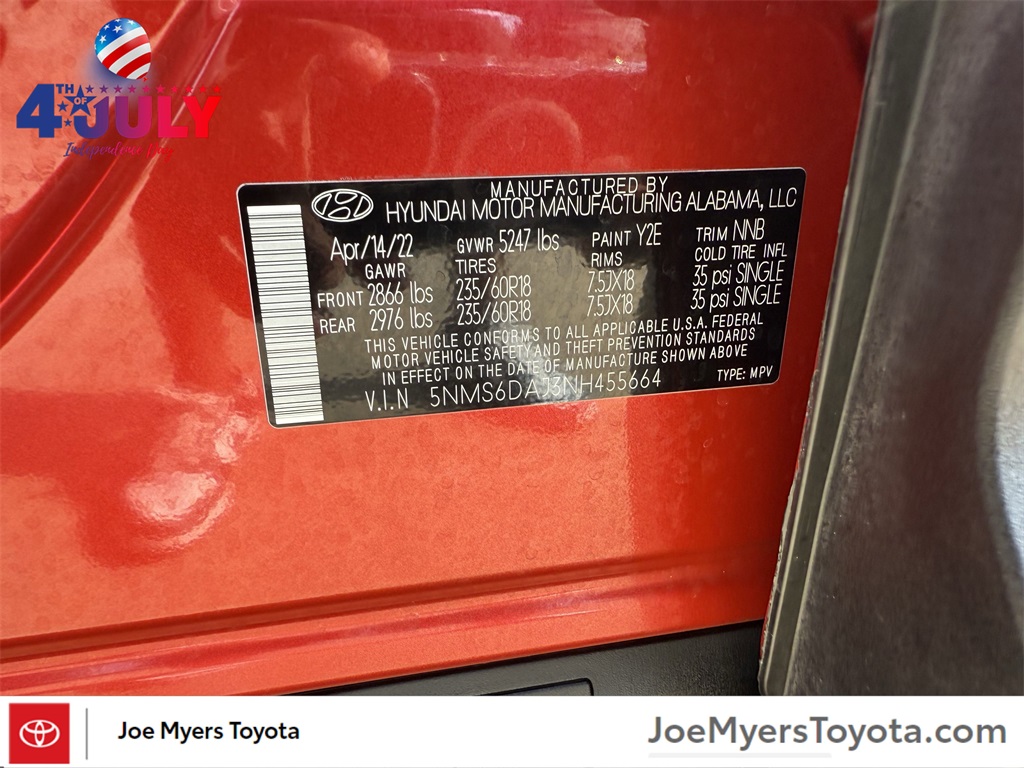 4TH OF JULY
Independence Day
MANUFACTURED BY
HYUNDAI MOTOR MANUFACTURING ALABAMA, LLC
Apr/14/22 GVWR 5247 lbs PAINT Y2E TRIM NNB
GAWR TIRES RIMS COLD TIRE INFL
FRONT 2866 lbs 235/60R18 7.5JX18 35 psi SINGLE
REAR 2976 lbs 235/60R18 7.5JX18 35 psi SINGLE
THIS VEHICLE CONFORMS TO ALL APPLICABLE U.S.A. FEDERAL
MOTOR VEHICLE SAFETY AND THEFT PREVENTION STANDARDS
IN EFFECT ON THE DATE OF MANUFACTURE SHOWN ABOVE
V.I.N 5NMS6DAJ3NH455664 TYPE: MPV
Joe Myers Toyota
JoeMyersToyota.com